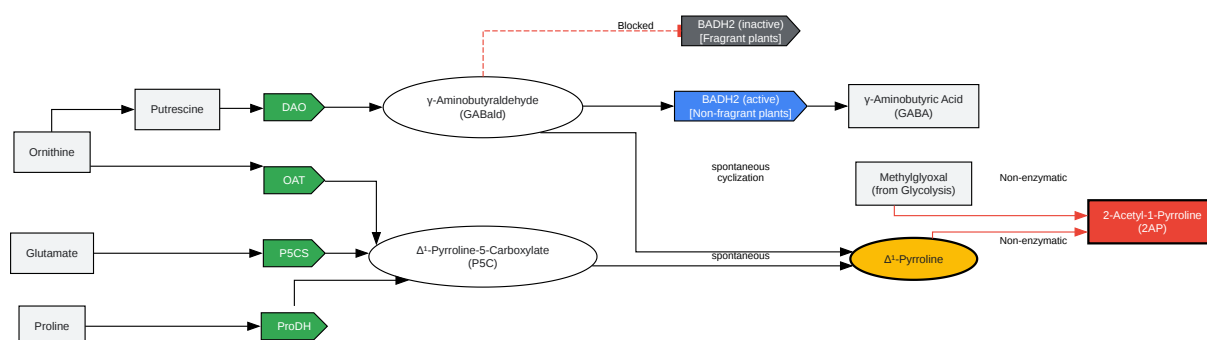 Blocked
BADH2 (inactive)
[Fragrant plants]
Putrescine
DAO
γ-Aminobutyraldehyde
(GABald)
BADH2 (active)
[Non-fragrant plants]
γ-Aminobutyric Acid
(GABA)
Ornithine
OAT
spontaneous
cyclization
Methylglyoxal
(from Glycolysis)
Non-enzymatic
2-Acetyl-1-Pyrroline
(2AP)
Glutamate
P5CS
Δ¹-Pyrroline-5-Carboxylate
(P5C)
spontaneous
Δ¹-Pyrroline
Non-enzymatic
Proline
ProDH